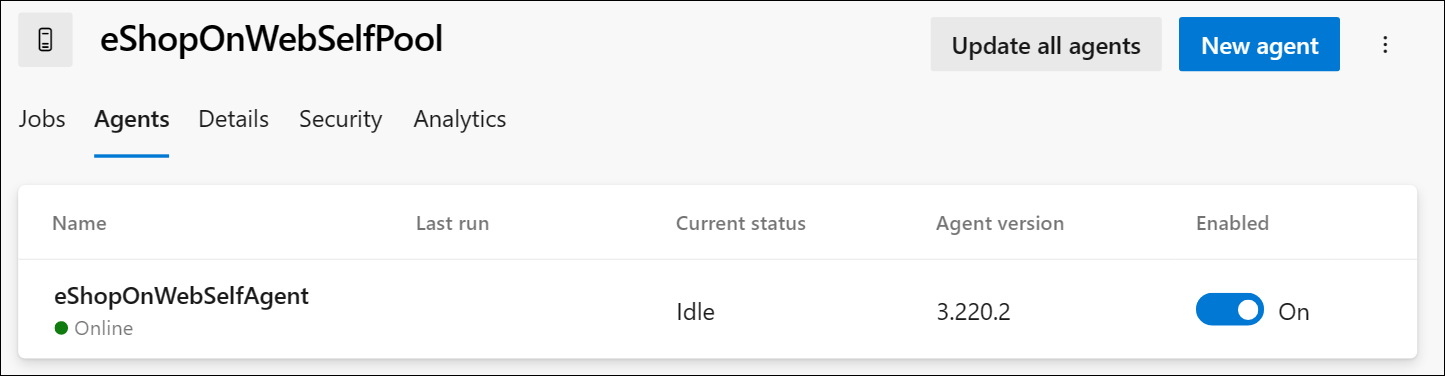 eShopOnWebSelfPool
Update all agents
New agent
Jobs Agents Details Security Analytics
Name Last run Current status Agent version Enabled
eShopOnWebSelfAgent
Online
Idle 3.220.2 On